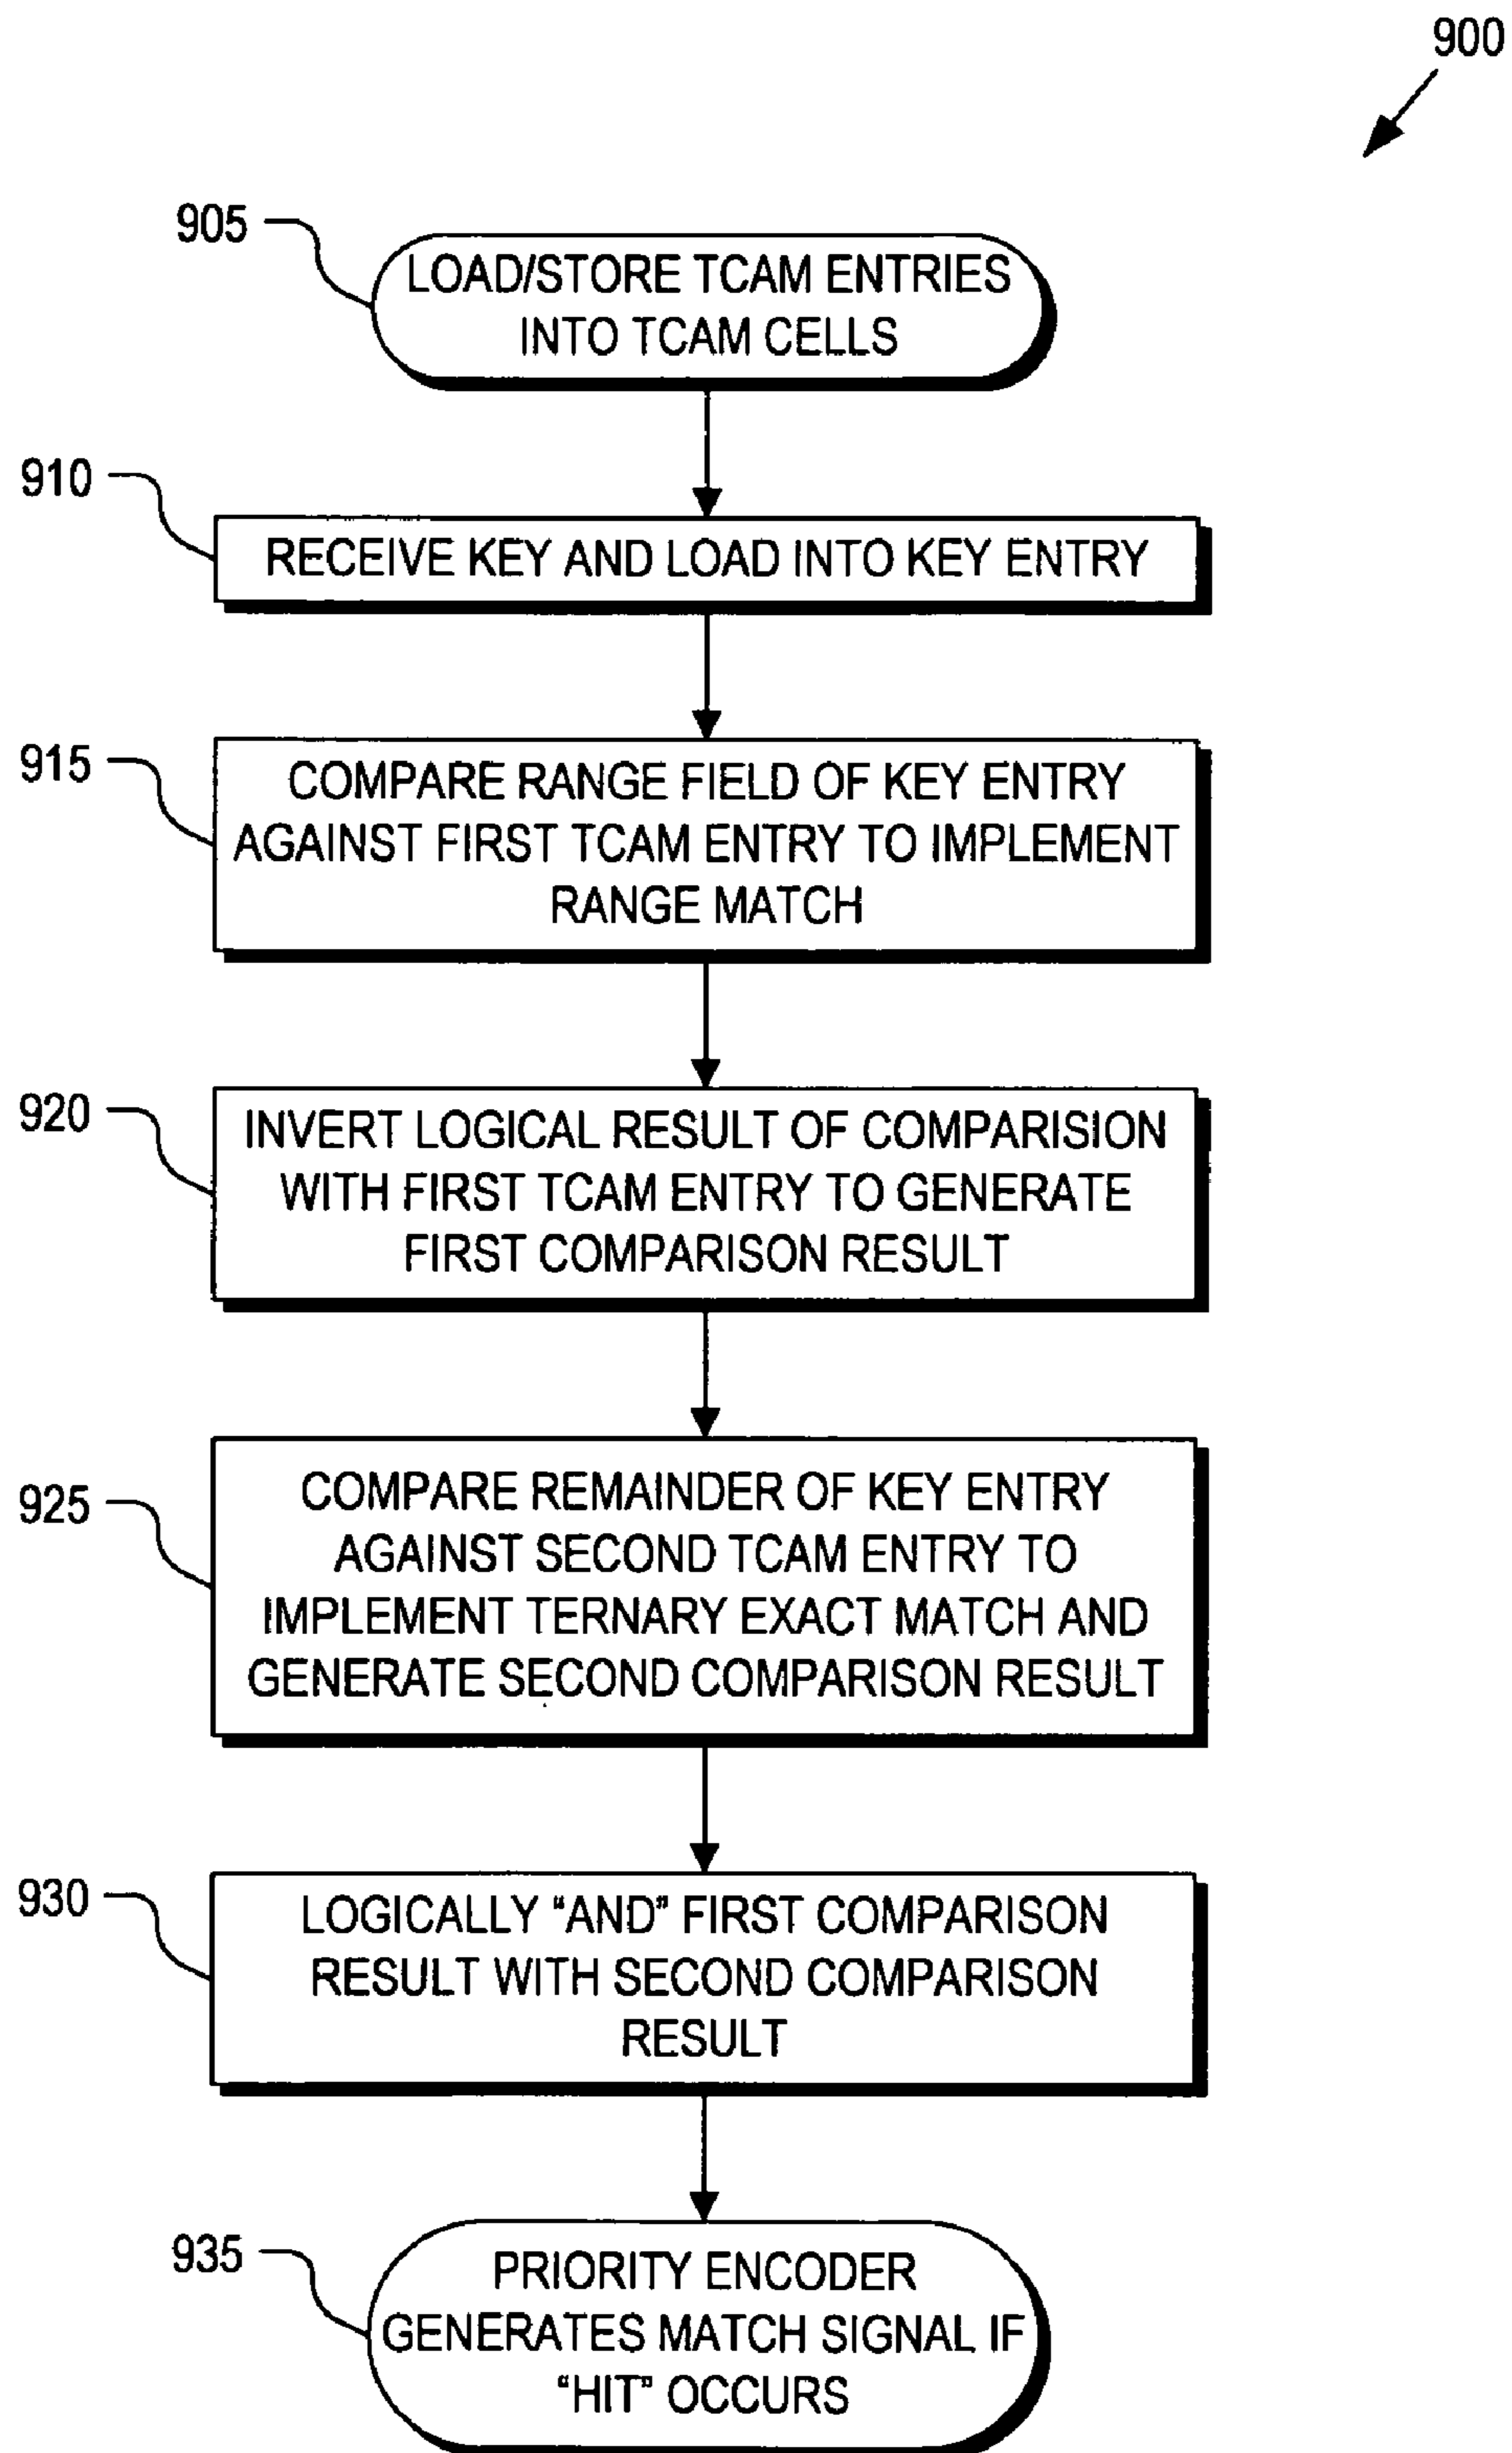 900
905
LOAD/STORE TCAM ENTRIES
INTO TCAM CELLS
910
RECEIVE KEY AND LOAD INTO KEY ENTRY
915
COMPARE RANGE FIELD OF KEY ENTRY
AGAINST FIRST TCAM ENTRY TO IMPLEMENT
RANGE MATCH
920
INVERT LOGICAL RESULT OF COMPARISION
WITH FIRST TCAM ENTRY TO GENERATE
FIRST COMPARISON RESULT
925
COMPARE REMAINDER OF KEY ENTRY
AGAINST SECOND TCAM ENTRY TO
IMPLEMENT TERNARY EXACT MATCH AND
GENERATE SECOND COMPARISON RESULT
930
LOGICALLY "AND" FIRST COMPARISON
RESULT WITH SECOND COMPARISON
RESULT
935
PRIORITY ENCODER
GENERATES MATCH SIGNAL IF
"HIT" OCCURS